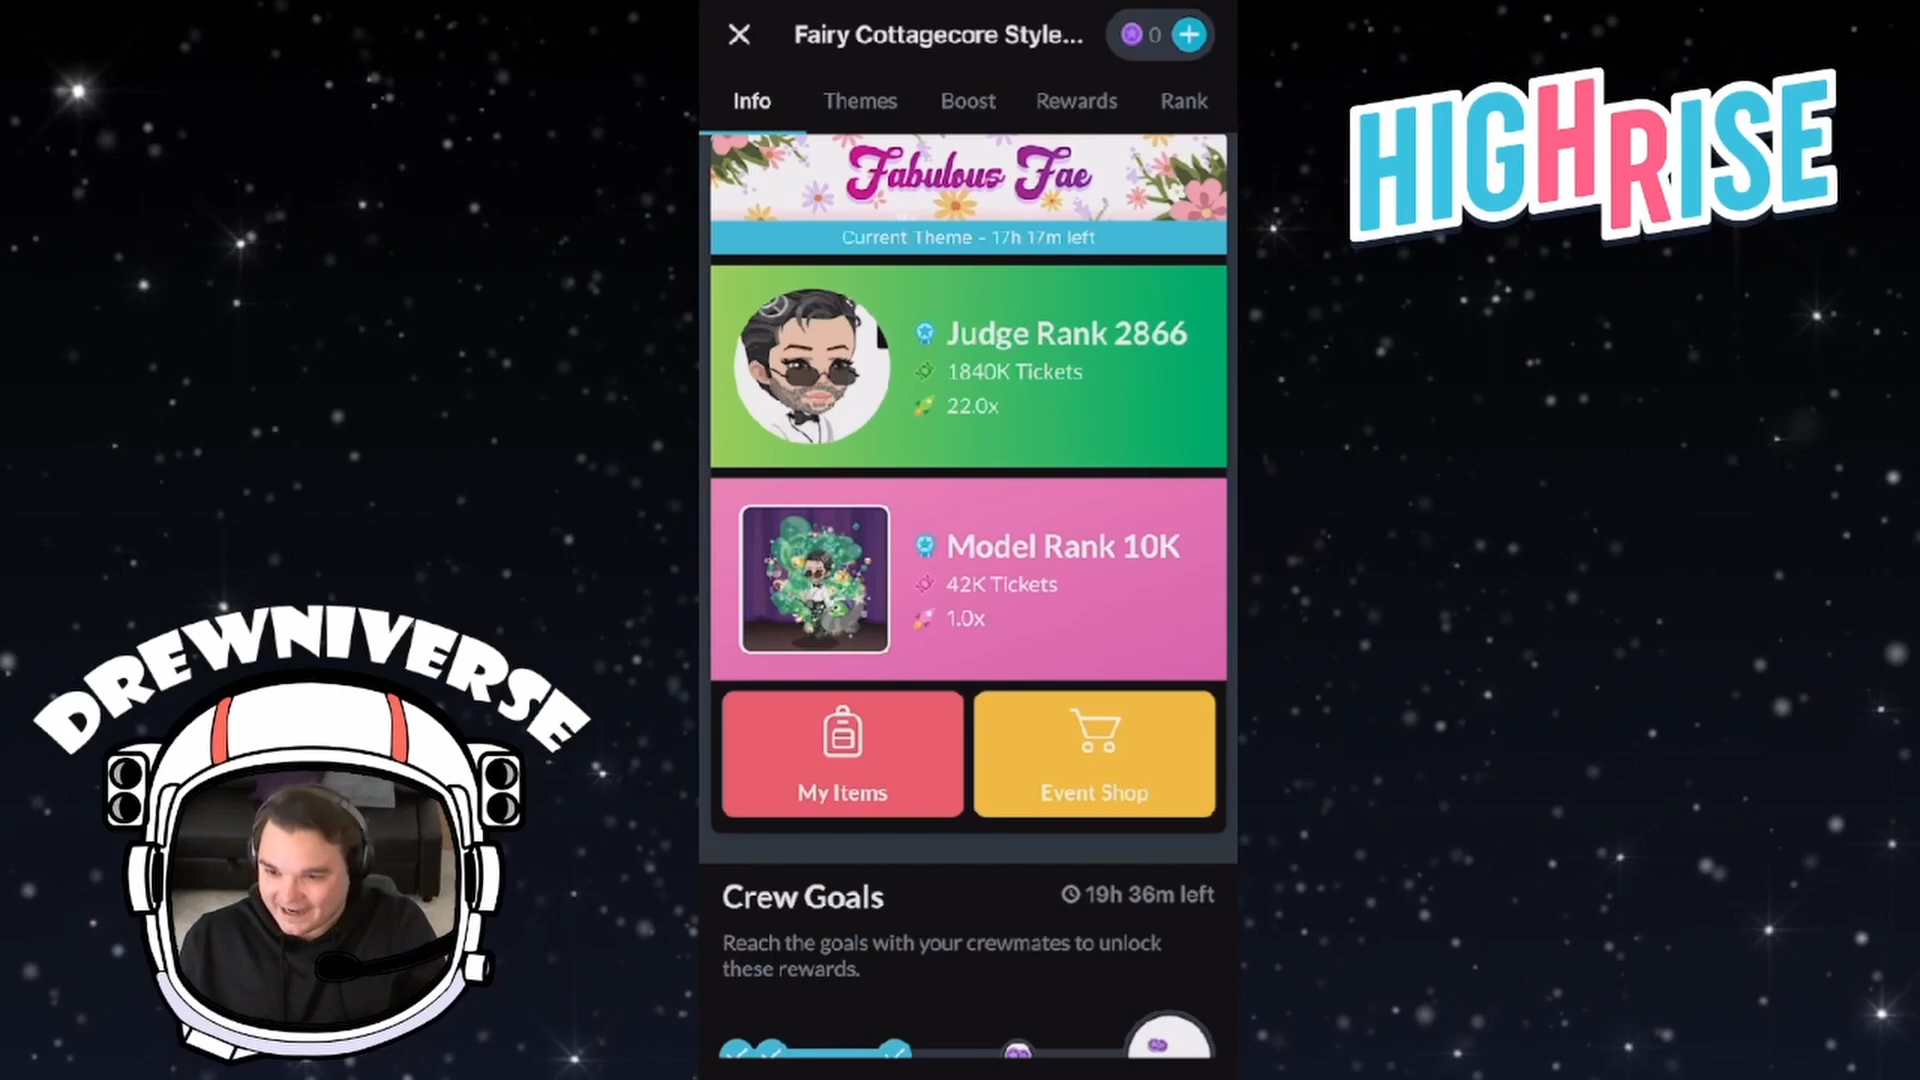 Fairy Cottagecore Style...
0
Info
Themes
Boost
Rewards
Rank
Fabulous Fae
Current Theme - 17h 17m left
Judge Rank 2866
1840K Tickets
22.0x
Model Rank 10K
42K Tickets
1.0x
My Items
Event Shop
Crew Goals
19h 36m left
Reach the goals with your crewmates to unlock
these rewards.
HIGHRISE
DREWNIVERSE